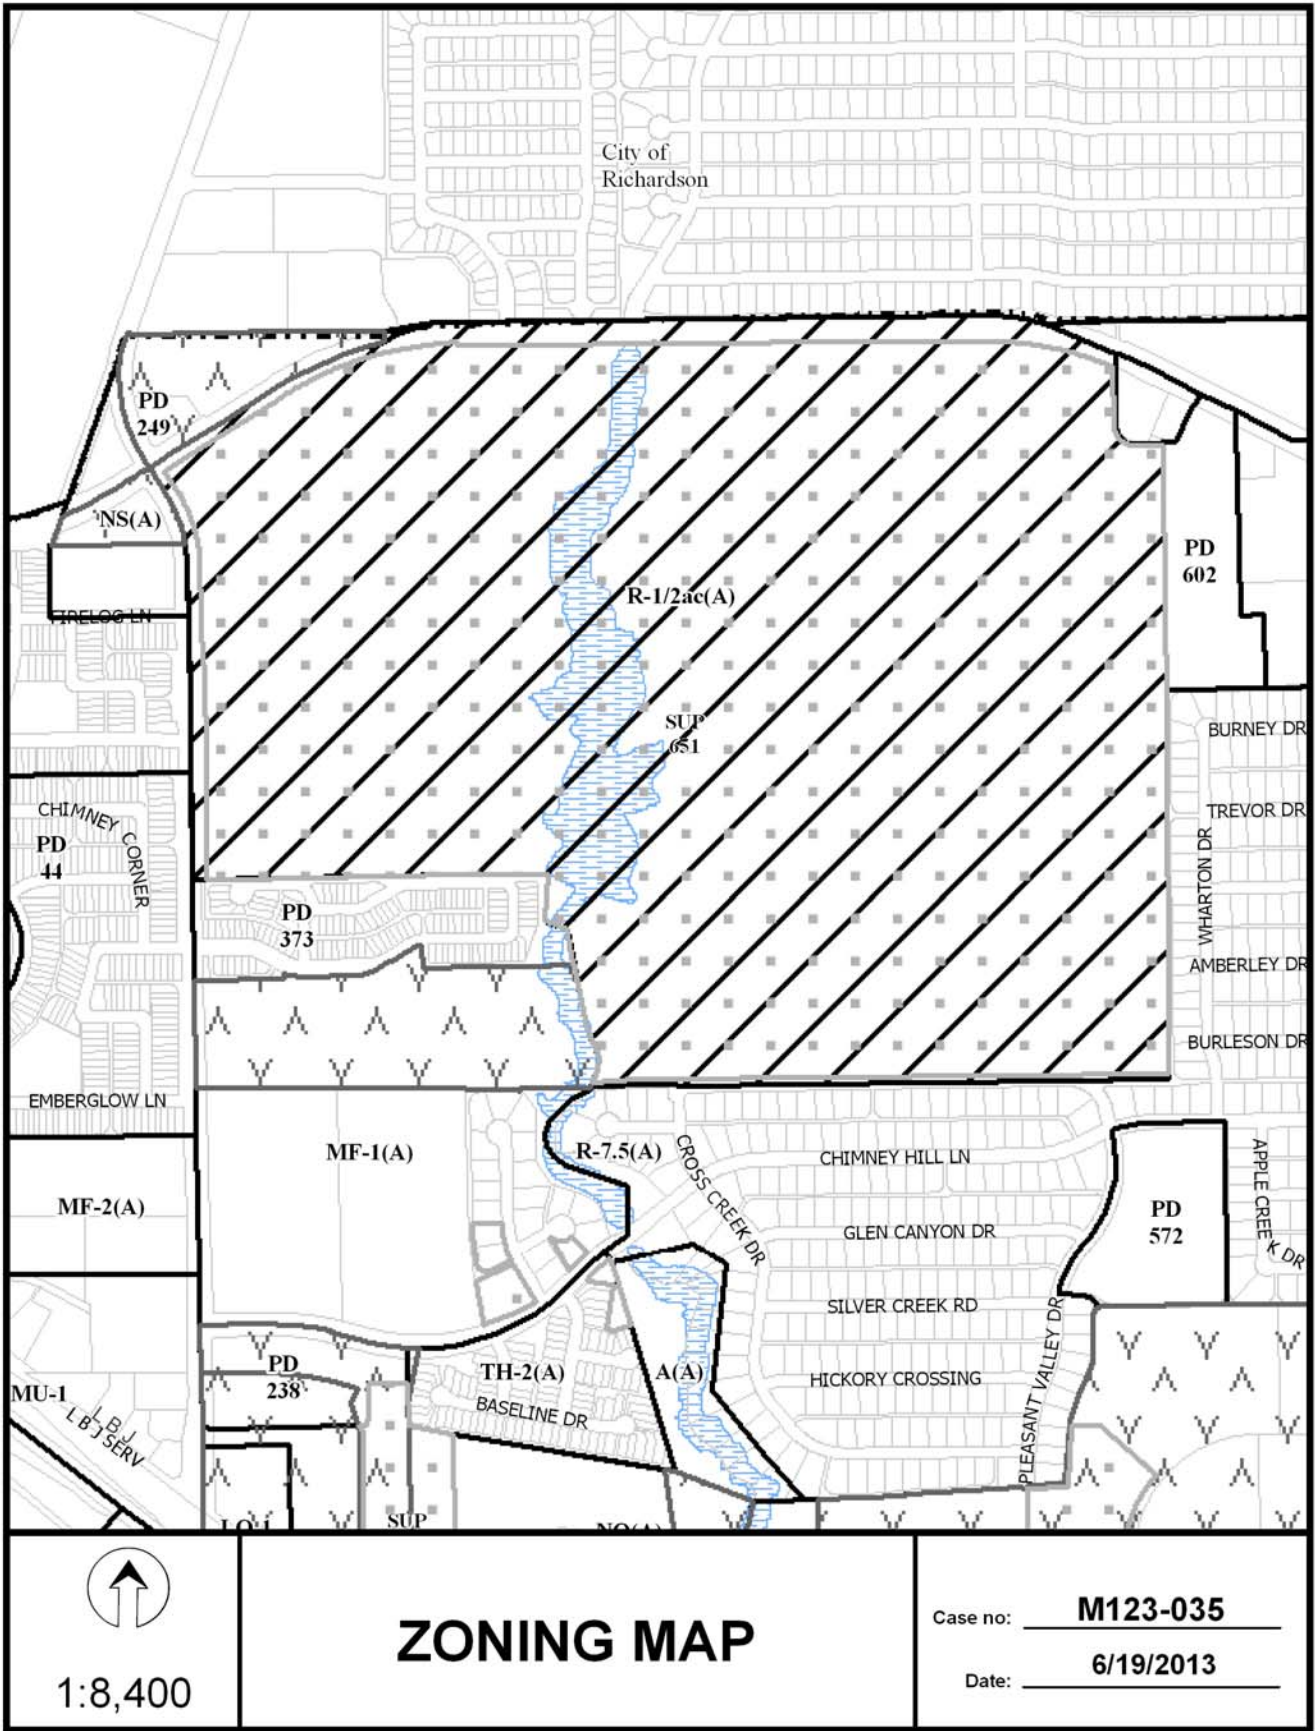 City of
Richardson
PD
249
NS(A)
PD
602
R-1/2ac(A)
SUP
651
BURNEY DR
TREVOR DR
WHARTON DR
AMBERLEY DR
BURLESON DR
CHIMNEY CORNER
PD
44
PD
373
EMBERGLOW LN
MF-1(A)
R-7.5(A)
CROSS CREEK DR
CHIMNEY HILL LN
MF-2(A)
GLEN CANYON DR
PD
572
APPLE CREEK DR
SILVER CREEK RD
PLEASANT VALLEY DR
PD
238
TH-2(A)
A(A)
HICKORY CROSSING
MU-1
BASELINE DR
L B J
L B J SERV
SUP
1:8,400
ZONING MAP
Case no: M123-035
Date: 6/19/2013